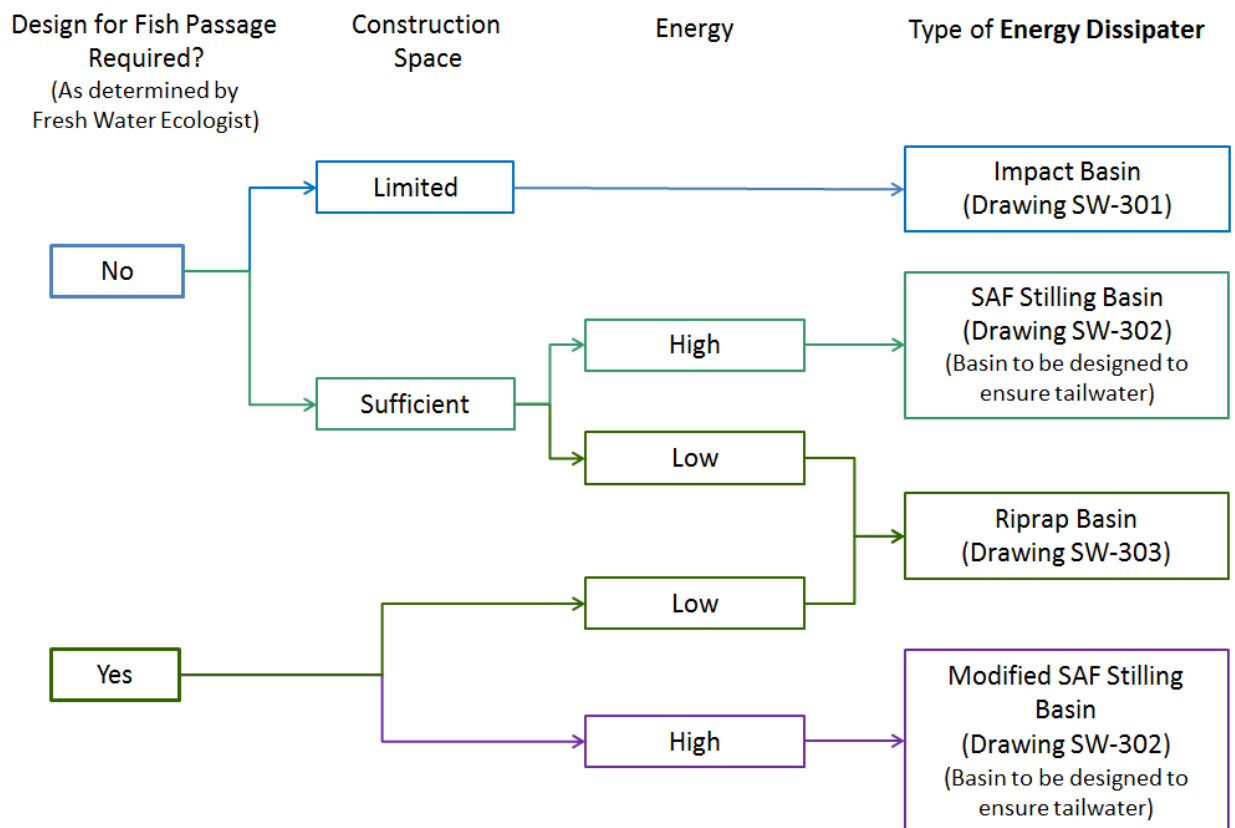 Design for Fish Passage
Required?
(As determined by
Fresh Water Ecologist)
Construction
Space
Energy
Type of Energy Dissipater
No
Limited
Impact Basin
(Drawing SW-301)
Sufficient
High
SAF Stilling Basin
(Drawing SW-302)
(Basin to be designed to
ensure tailwater)
Low
Riprap Basin
(Drawing SW-303)
Yes
Low
High
Modified SAF Stilling
Basin
(Drawing SW-302)
(Basin to be designed to
ensure tailwater)